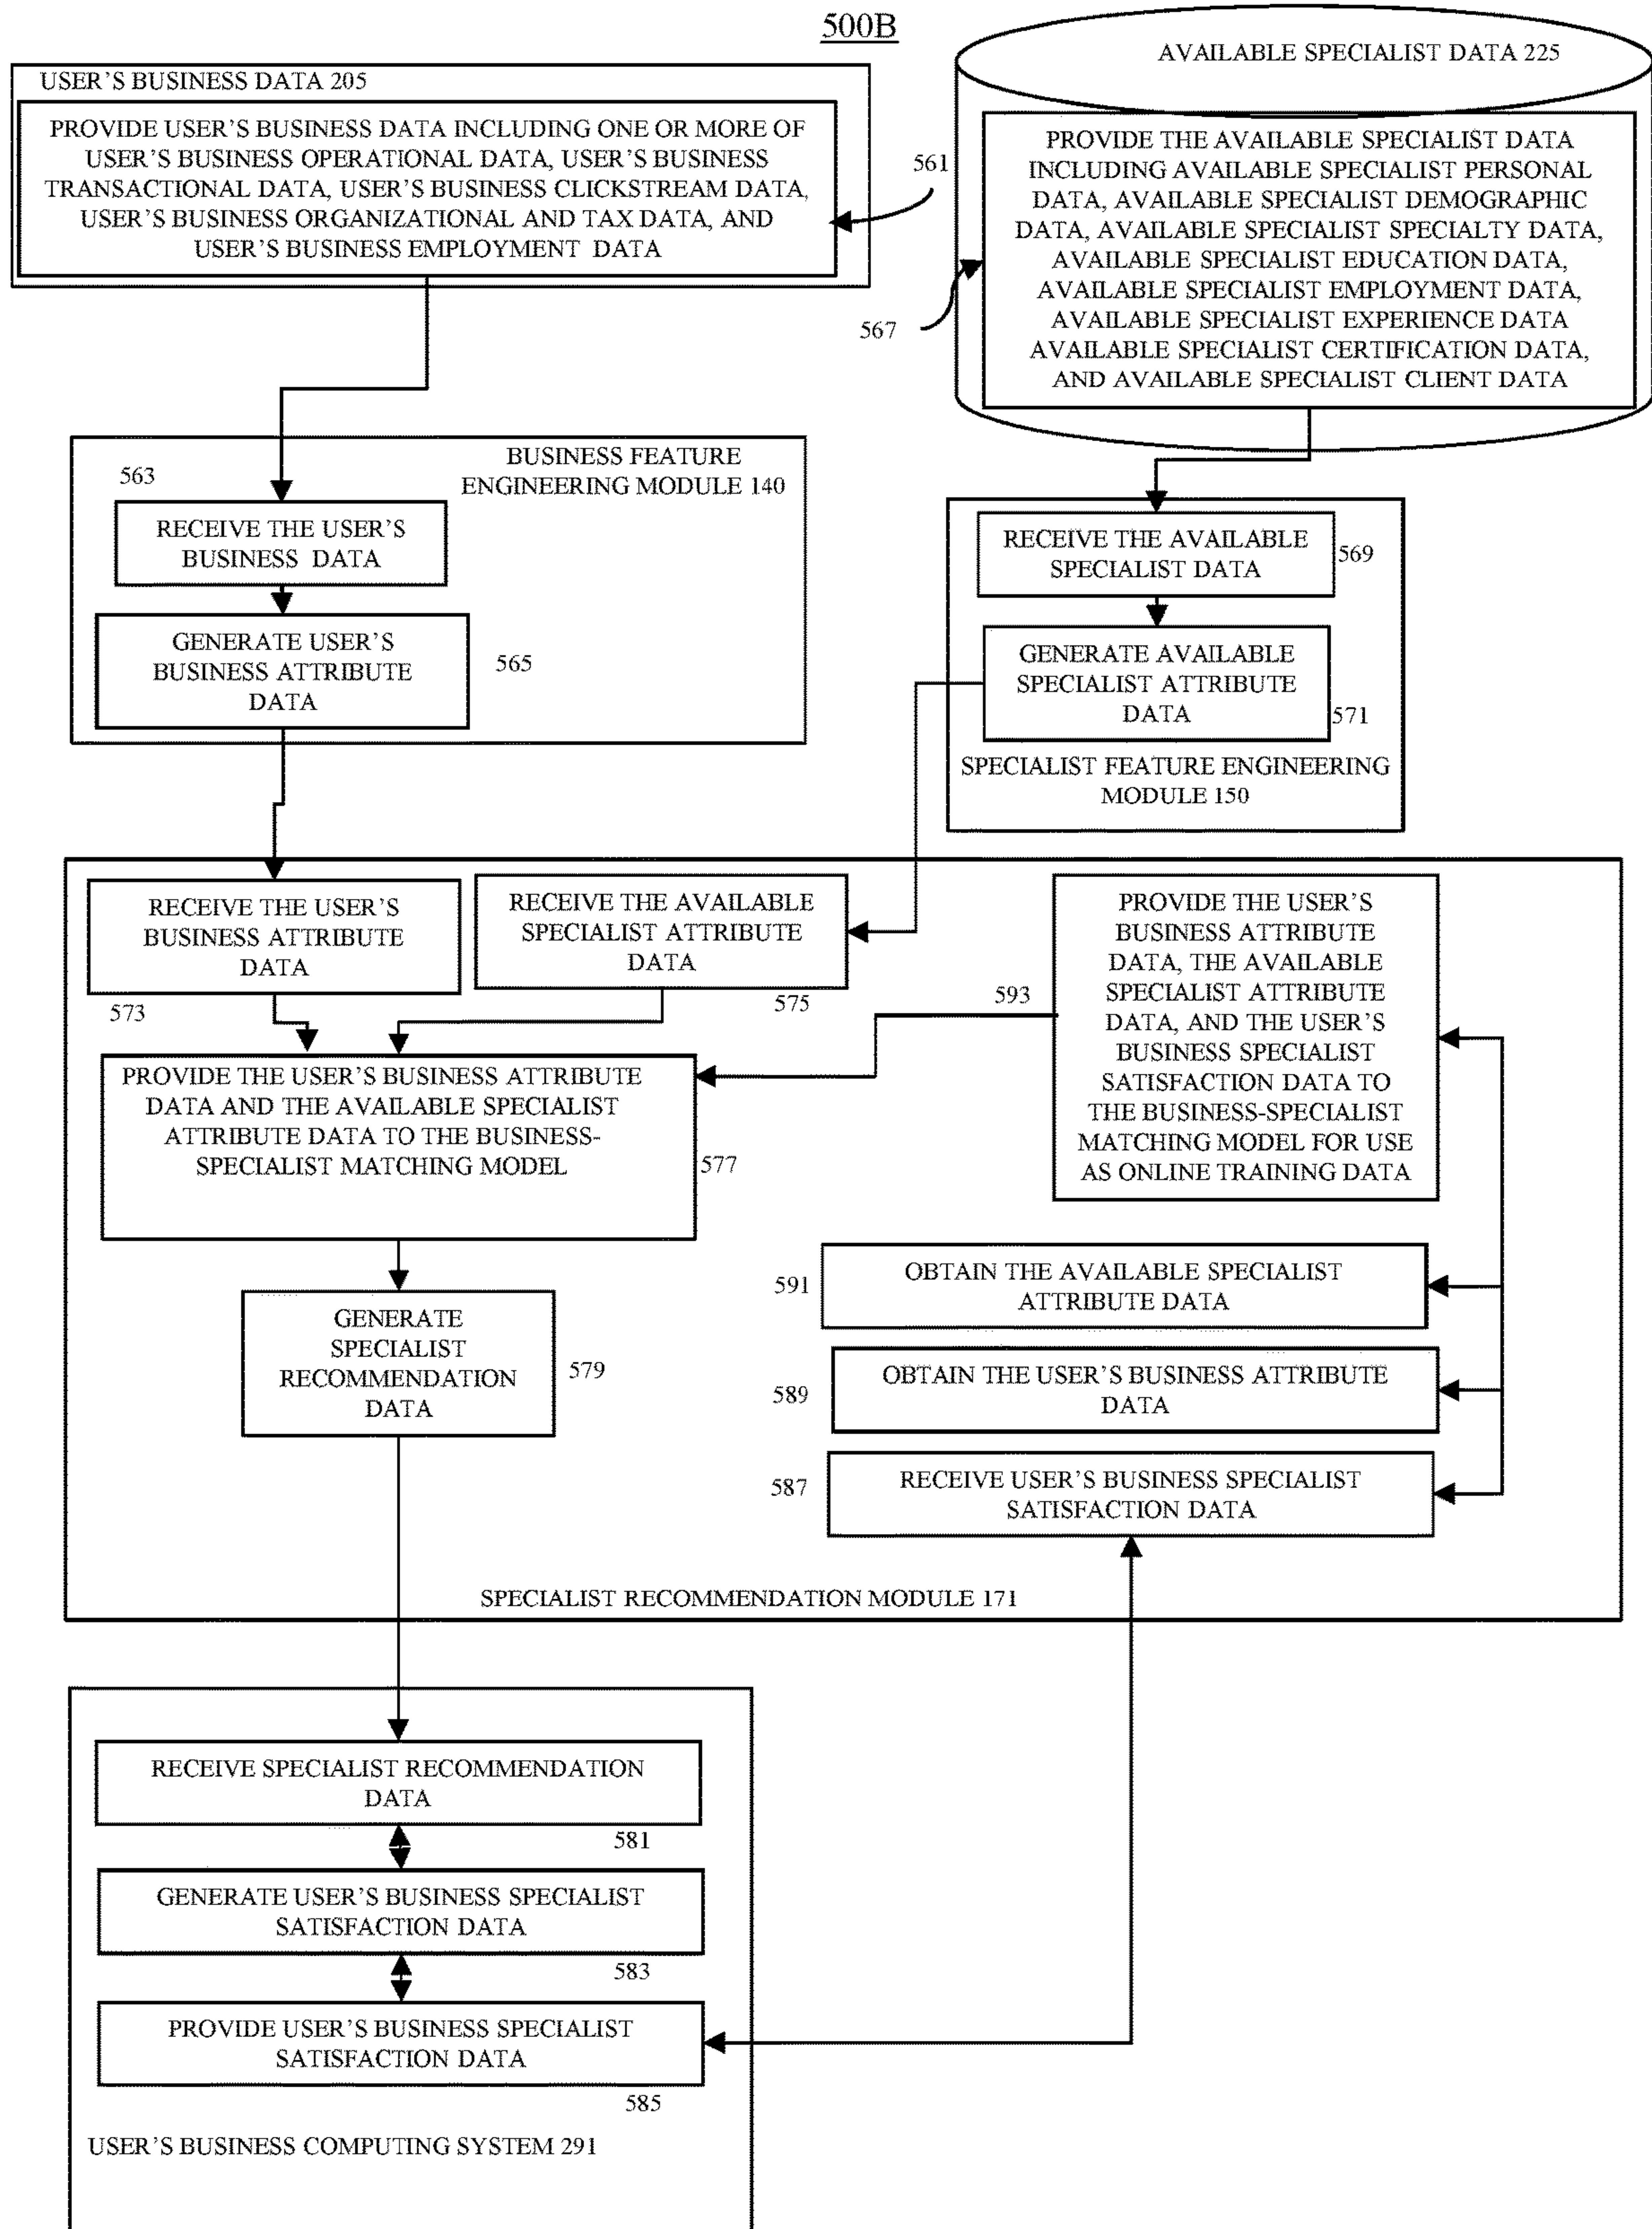 500B
USER'S BUSINESS DATA 205
PROVIDE USER'S BUSINESS DATA INCLUDING ONE OR MORE OF
USER'S BUSINESS OPERATIONAL DATA, USER'S BUSINESS
TRANSACTIONAL DATA, USER'S BUSINESS CLICKSTREAM DATA,
USER'S BUSINESS ORGANIZATIONAL AND TAX DATA, AND
USER'S BUSINESS EMPLOYMENT DATA
561
AVAILABLE SPECIALIST DATA 225
PROVIDE THE AVAILABLE SPECIALIST DATA
INCLUDING AVAILABLE SPECIALIST PERSONAL
DATA, AVAILABLE SPECIALIST DEMOGRAPHIC
DATA, AVAILABLE SPECIALIST SPECIALTY DATA,
AVAILABLE SPECIALIST EDUCATION DATA,
AVAILABLE SPECIALIST EMPLOYMENT DATA,
AVAILABLE SPECIALIST EXPERIENCE DATA
AVAILABLE SPECIALIST CERTIFICATION DATA,
AND AVAILABLE SPECIALIST CLIENT DATA
567
BUSINESS FEATURE
ENGINEERING MODULE 140
563
RECEIVE THE USER'S
BUSINESS DATA
GENERATE USER'S
BUSINESS ATTRIBUTE
DATA
565
RECEIVE THE AVAILABLE
SPECIALIST DATA
569
GENERATE AVAILABLE
SPECIALIST ATTRIBUTE
DATA
571
SPECIALIST FEATURE ENGINEERING
MODULE 150
RECEIVE THE USER'S
BUSINESS ATTRIBUTE
DATA
573
RECEIVE THE AVAILABLE
SPECIALIST ATTRIBUTE
DATA
575
593
PROVIDE THE USER'S
BUSINESS ATTRIBUTE
DATA, THE AVAILABLE
SPECIALIST ATTRIBUTE
DATA, AND THE USER'S
BUSINESS SPECIALIST
SATISFACTION DATA TO
THE BUSINESS-SPECIALIST
MATCHING MODEL FOR USE
AS ONLINE TRAINING DATA
PROVIDE THE USER'S BUSINESS ATTRIBUTE
DATA AND THE AVAILABLE SPECIALIST
ATTRIBUTE DATA TO THE BUSINESS-
SPECIALIST MATCHING MODEL
577
GENERATE
SPECIALIST
RECOMMENDATION
DATA
579
591
OBTAIN THE AVAILABLE SPECIALIST
ATTRIBUTE DATA
589
OBTAIN THE USER'S BUSINESS ATTRIBUTE
DATA
587
RECEIVE USER'S BUSINESS SPECIALIST
SATISFACTION DATA
SPECIALIST RECOMMENDATION MODULE 171
RECEIVE SPECIALIST RECOMMENDATION
DATA
581
GENERATE USER'S BUSINESS SPECIALIST
SATISFACTION DATA
583
PROVIDE USER'S BUSINESS SPECIALIST
SATISFACTION DATA
585
USER'S BUSINESS COMPUTING SYSTEM 291